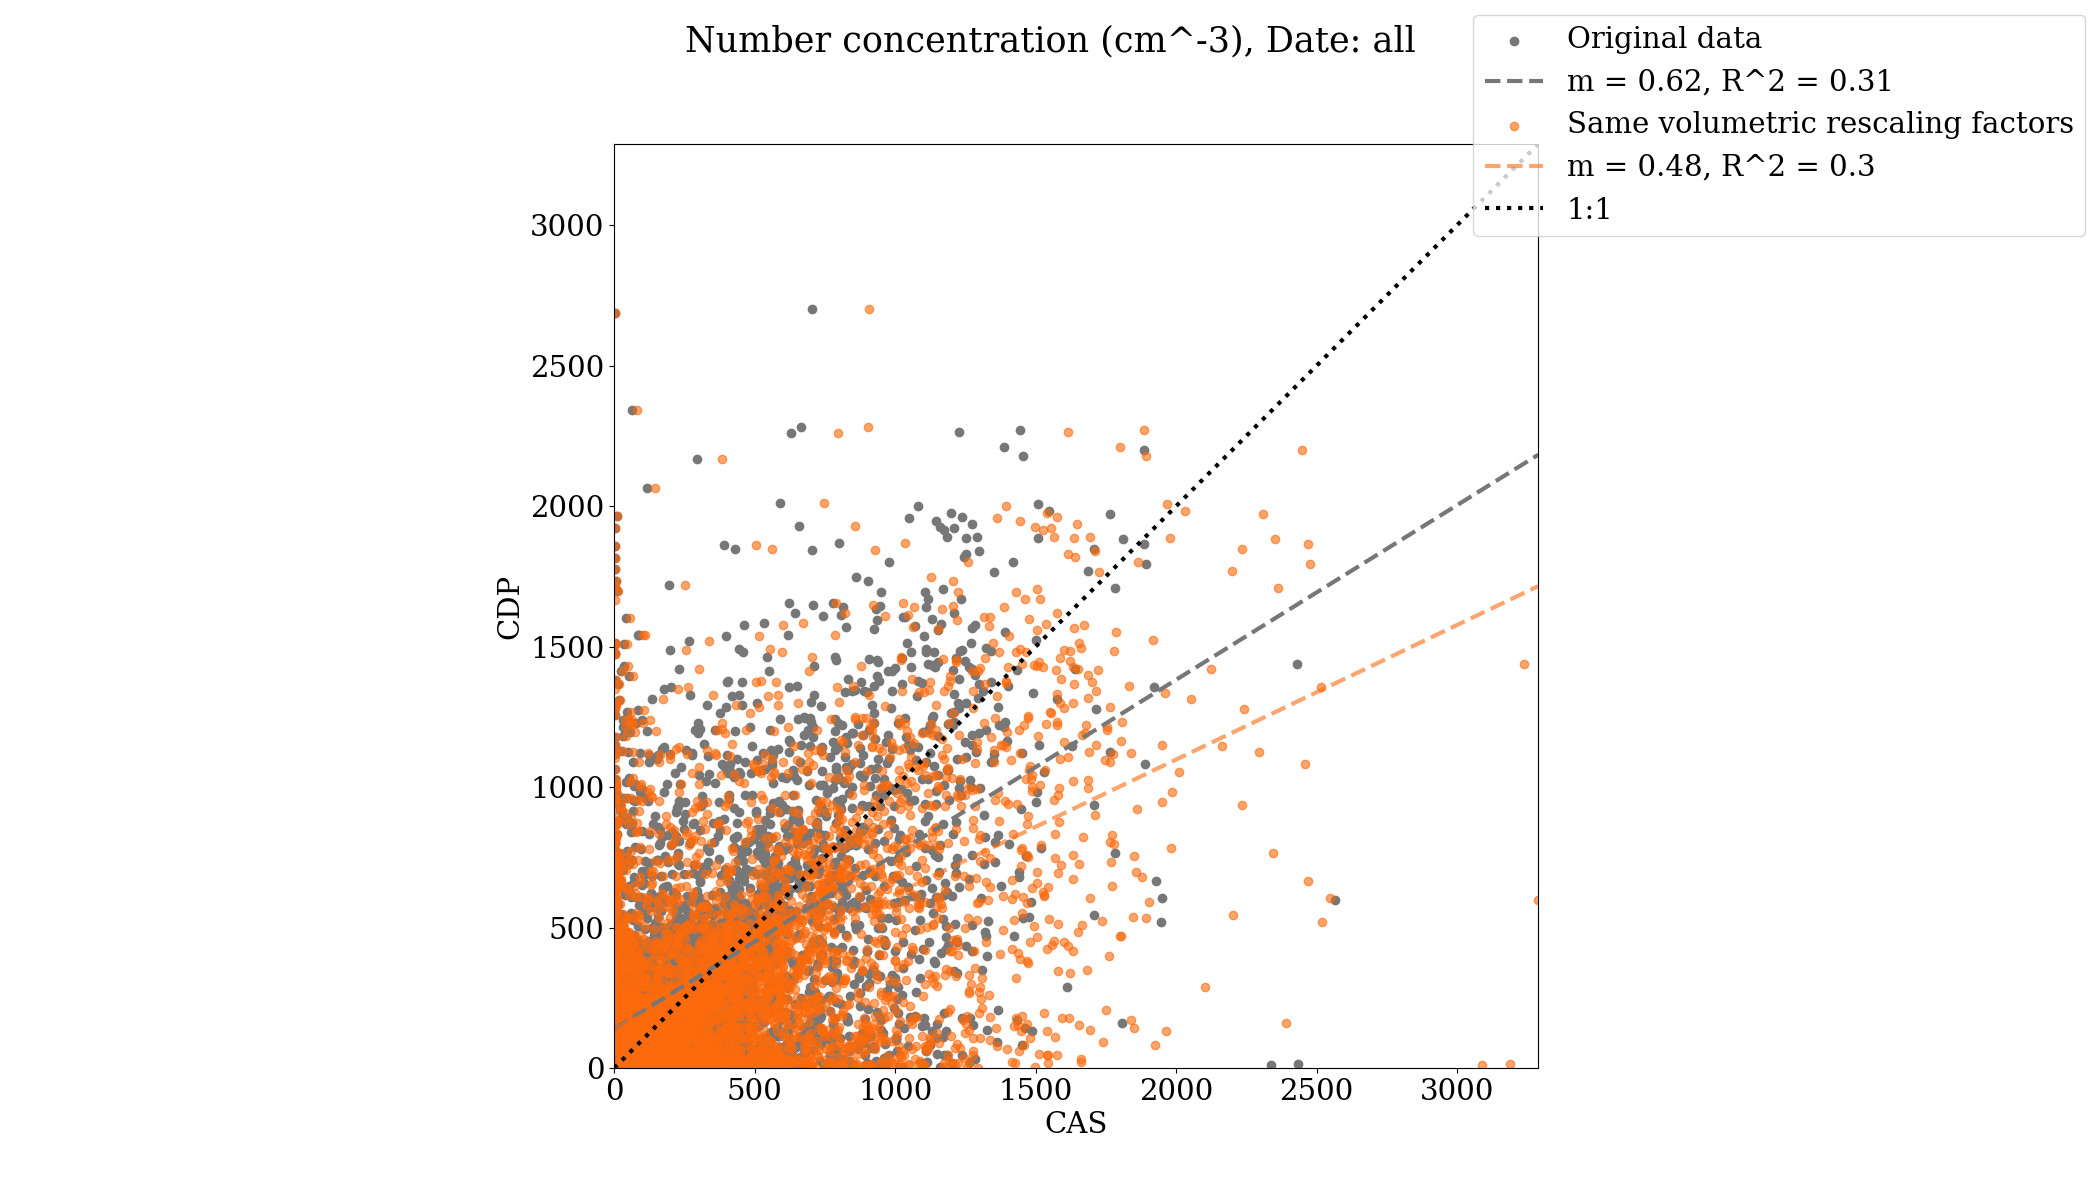 Number concentration (cm^-3), Date: all
Original data
m = 0.62, R^2 = 0.31
Same volumetric rescaling factors
m = 0.48, R^2 = 0.3
1:1
3000
2500
2000
1500
1000
500
0
CDP
0 500 1000 1500 2000 2500 3000
CAS